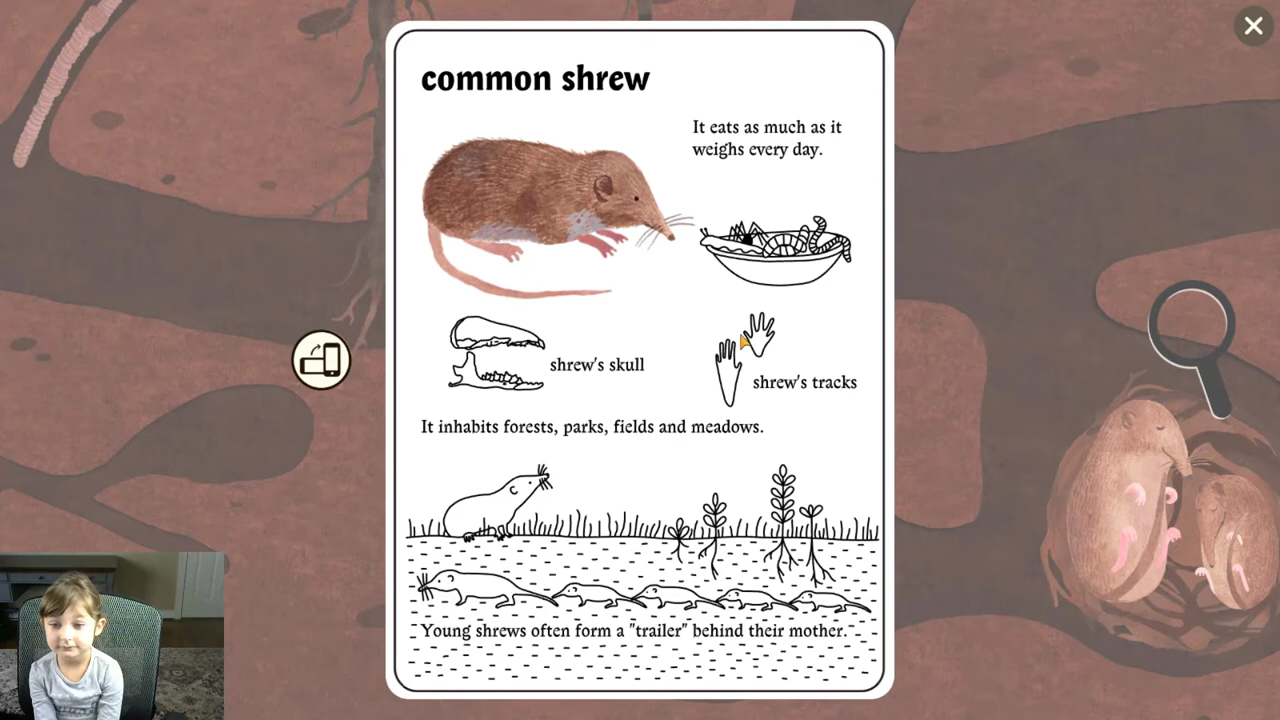 common shrew
It eats as much as it
weighs every day.
shrew's skull
shrew's tracks
It inhabits forests, parks, fields and meadows.
Young shrews often form a "trailer" behind their mother.